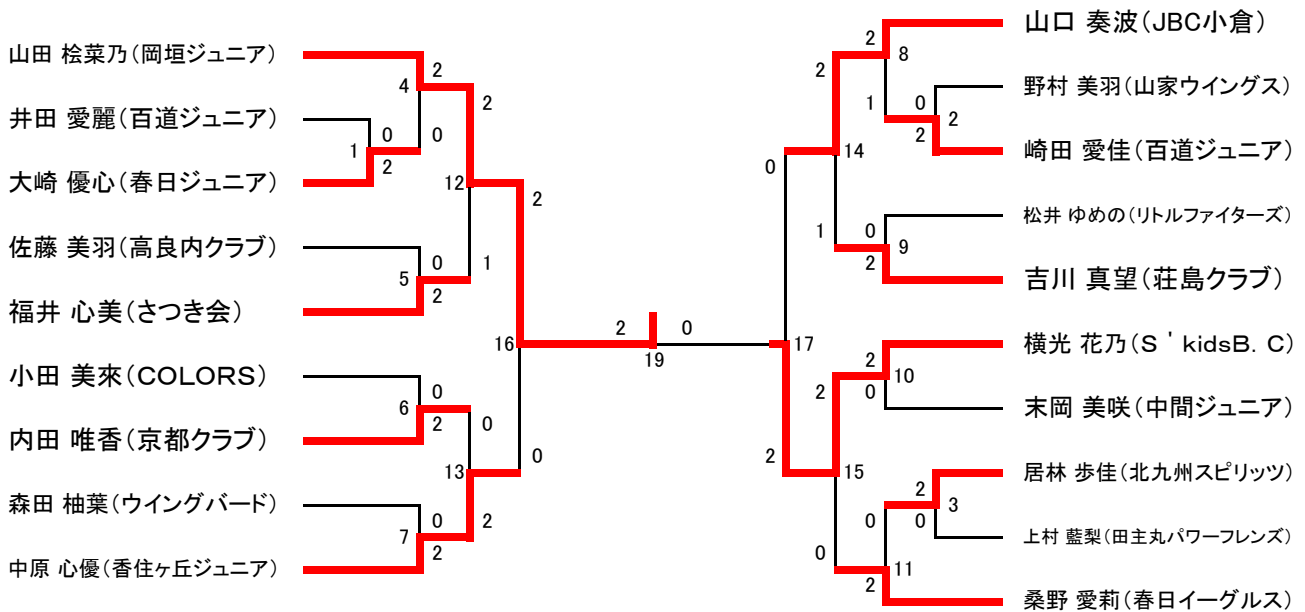 山田 桧菜乃(岡垣ジュニア)
井田 愛麗(百道ジュニア)
大崎 優心(春日ジュニア)
佐藤 美羽(高良内クラブ)
福井 心美(さつき会)
小田 美來(COLORS)
内田 唯香(京都クラブ)
森田 柚葉(ウイングバード)
中原 心優(香住ヶ丘ジュニア)
2
4
2
0
0
1
2
12
2
0
1
5
2
16
2
0
19
0
6
2
0
13
0
0
7
2
2
2
8
2
1
0
2
2
14
0
1
0
9
2
17
2
10
2
0
2
15
2
3
0
0
0
11
2
山口 奏波(JBC小倉)
野村 美羽(山家ウイングス)
崎田 愛佳(百道ジュニア)
松井 ゆめの(リトルファイターズ)
吉川 真望(荘島クラブ)
横光 花乃(S'kidsB. C)
末岡 美咲(中間ジュニア)
居林 歩佳(北九州スピリッツ)
上村 藍梨(田主丸パワーフレンズ)
桑野 愛莉(春日イーグルス)